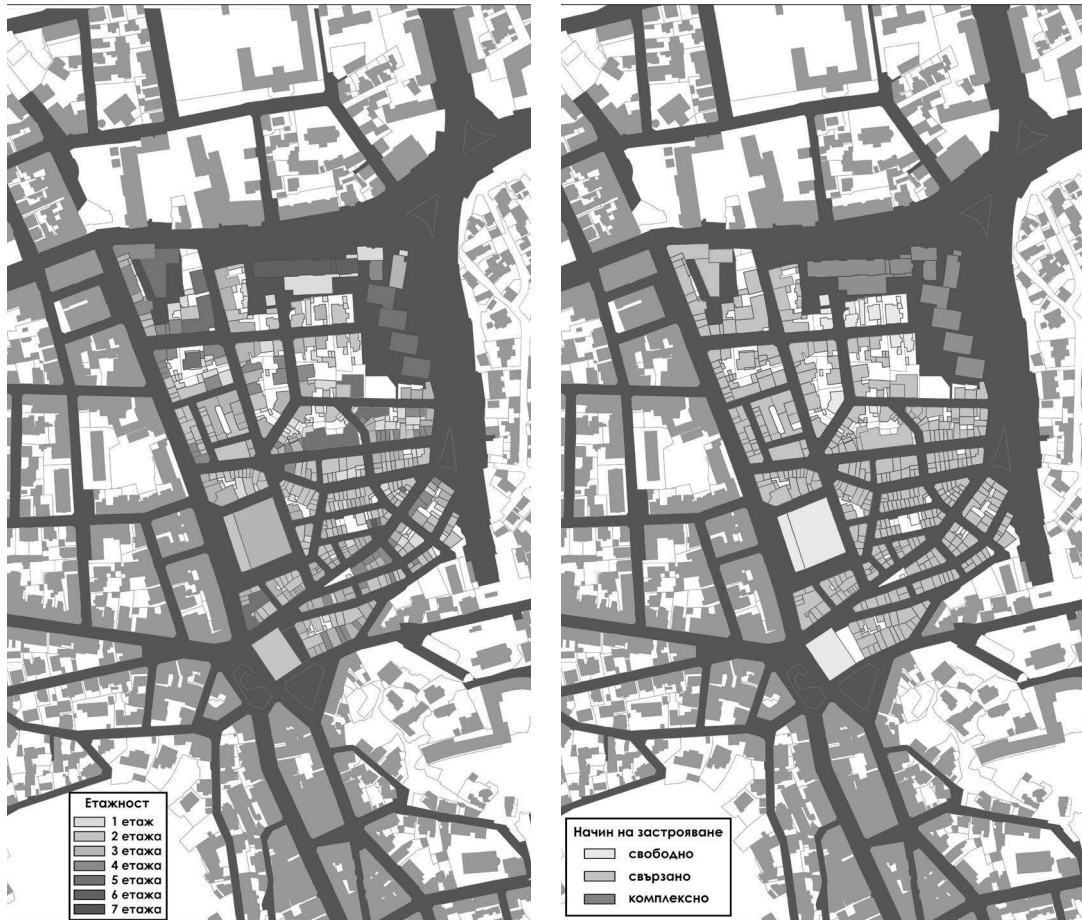 Етажност
1 етаж
2 етажа
3 етажа
4 етажа
5 етажа
6 етажа
7 етажа
Начин на застрояване
свободно
свързано
комплексно